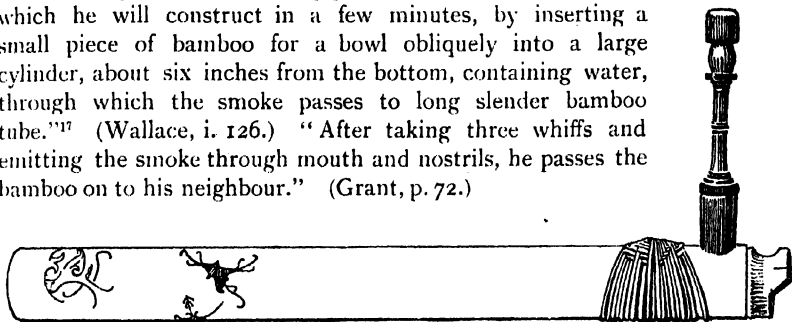 which he will construct in a few minutes, by inserting a
small piece of bamboo for a bowl obliquely into a large
cylinder, about six inches from the bottom, containing water,
through which the smoke passes to long slender bamboo
tube."17 (Wallace, i. 126.) "After taking three whiffs and
emitting the smoke through mouth and nostrils, he passes the
bamboo on to his neighbour." (Grant, p. 72.)